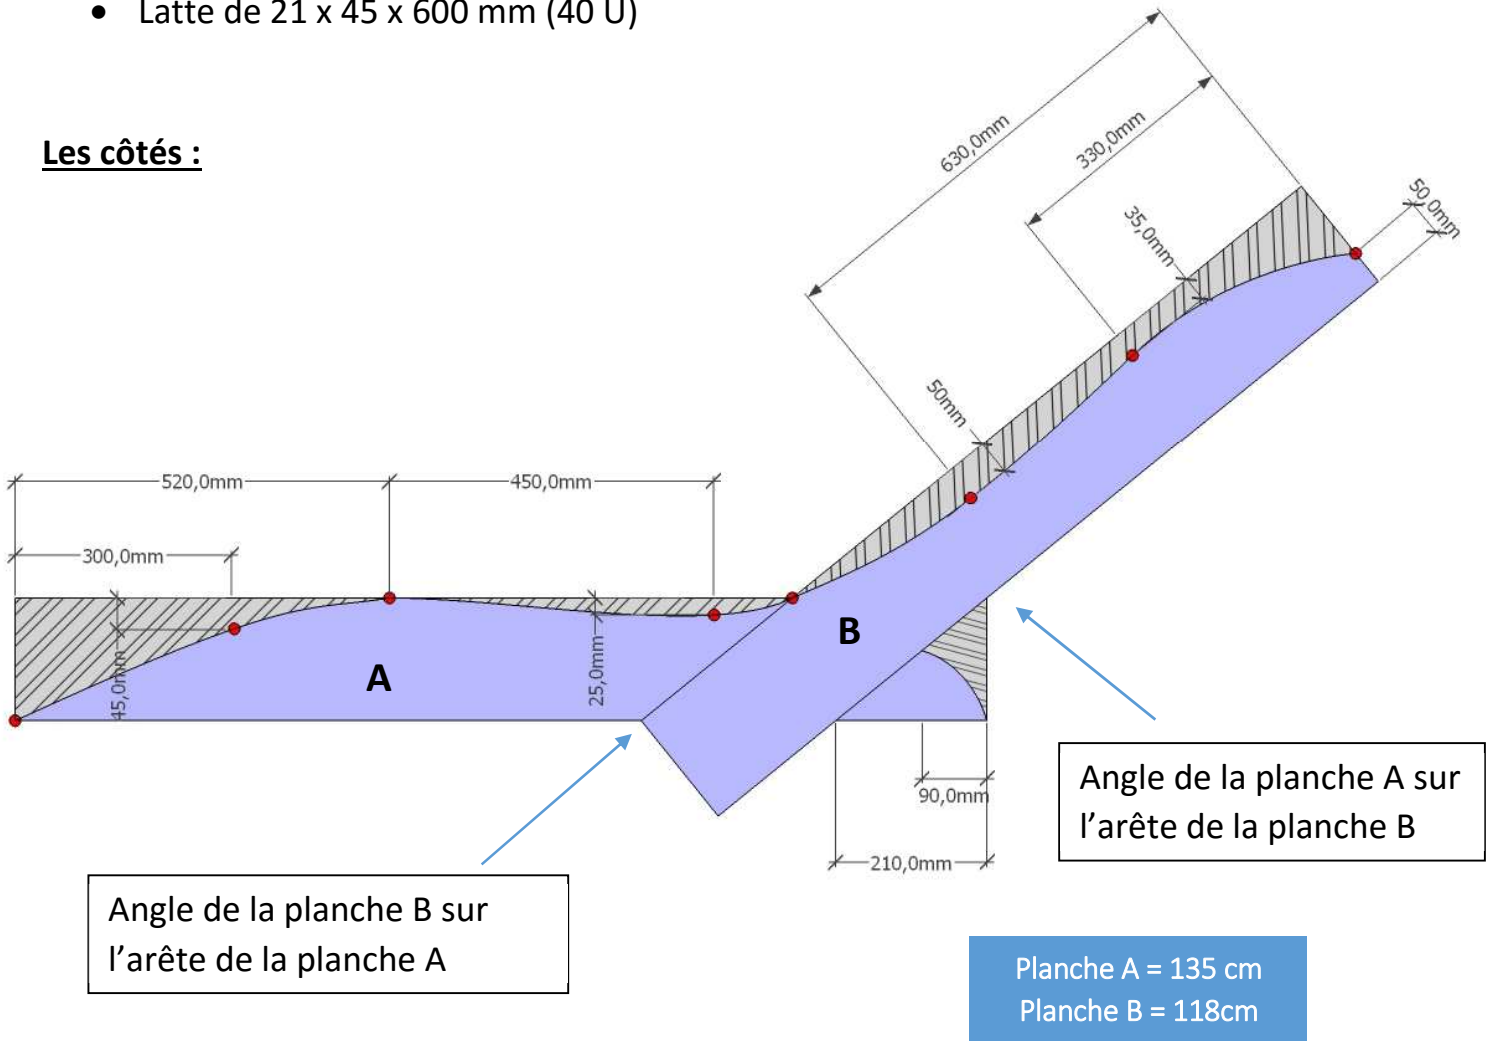 • Latte de 21 x 45 x 600 mm (40 U)
Les côtés :
630,0mm
330,0mm
50,0mm
35,0mm
50mm
520,0mm
450,0mm
300,0mm
45,0mm
25,0mm
A
B
90,0mm
210,0mm
Angle de la planche A sur
l’arête de la planche B
Angle de la planche B sur
l’arête de la planche A
Planche A = 135 cm
Planche B = 118cm